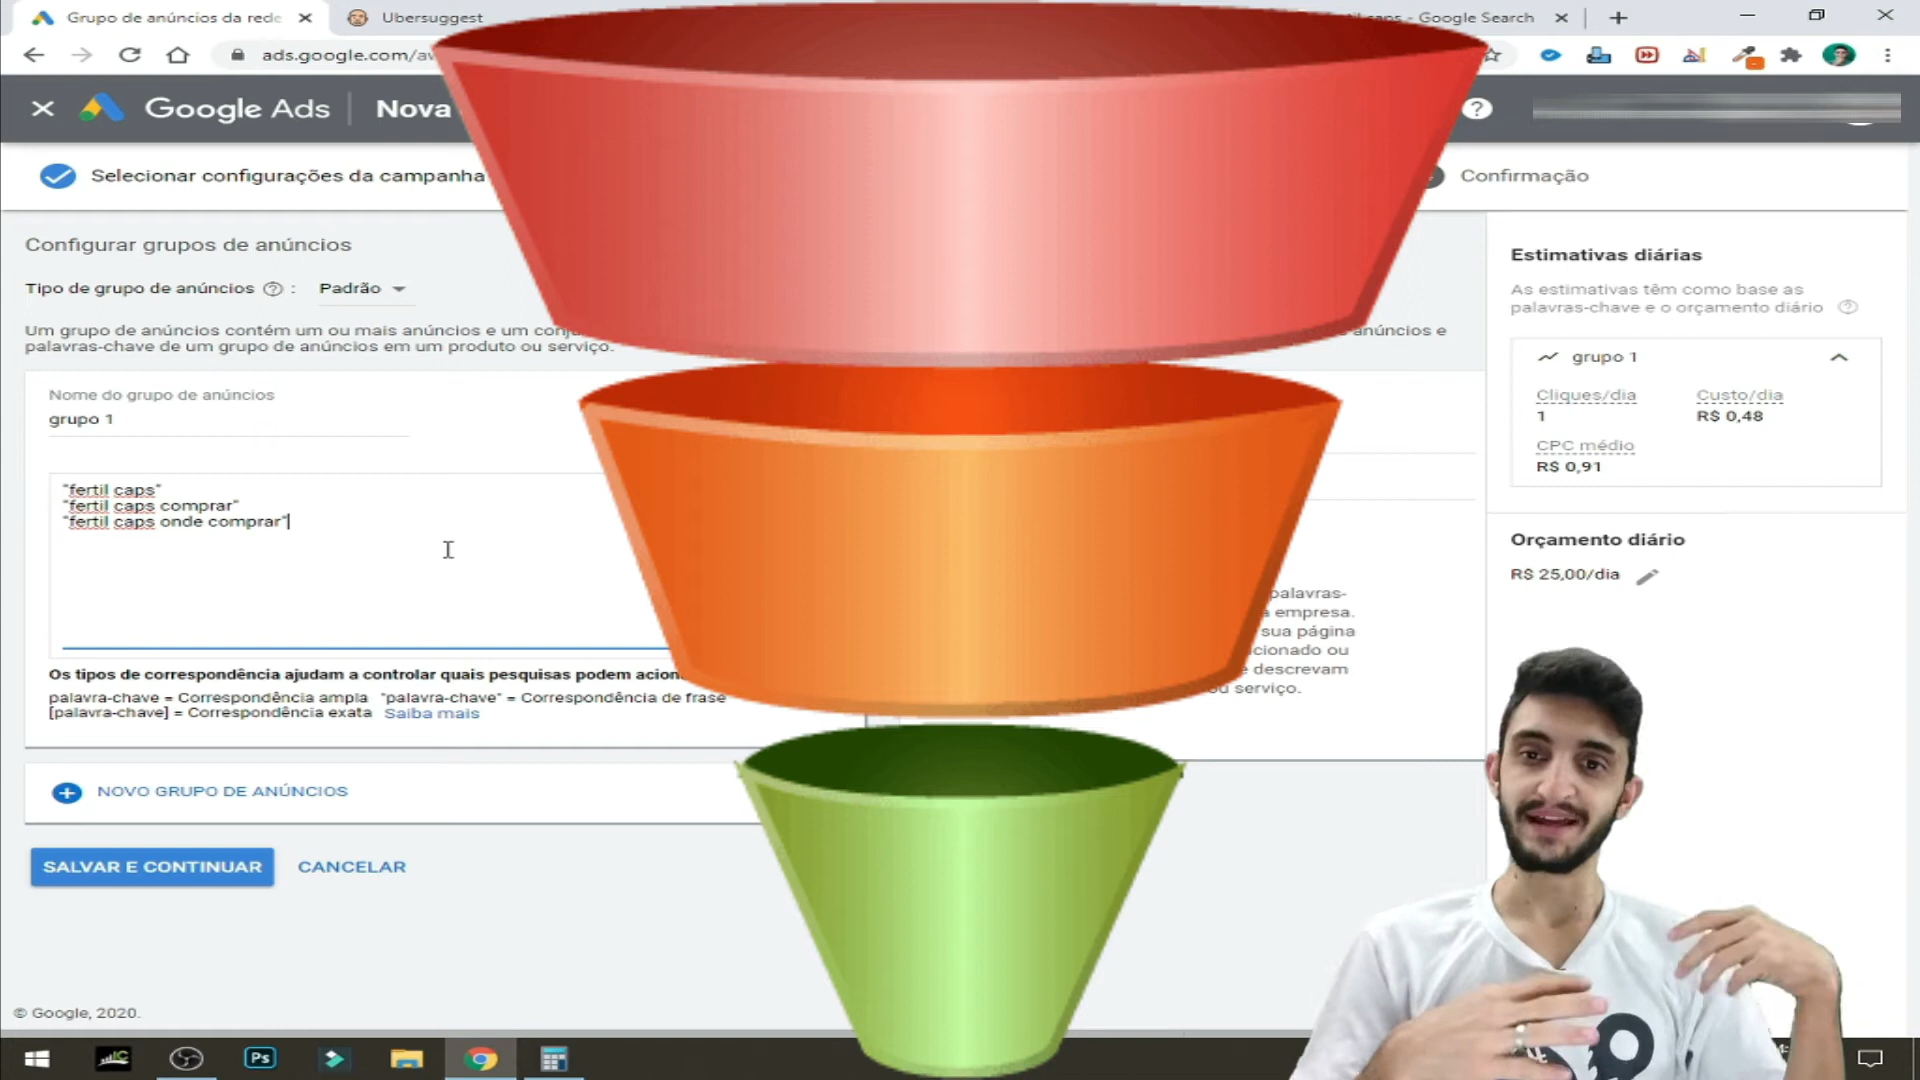 Grupo de anúncios da rede
Ubersuggest
caps - Google Search
ads.google.com/aw
Google Ads
Nova
Selecionar configurações da campanha
Confirmação
Configurar grupos de anúncios
Tipo de grupo de anúncios ? :
Padrão
Um grupo de anúncios contém um ou mais anúncios e um
anúncios e
palavras-chave de um grupo de anúncios em um produto ou serviço.
Nome do grupo de anúncios
grupo 1
"fertil caps"
"fertil caps comprar"
"fertil caps onde comprar"
palavras-
empresa.
sua página
cionado ou
descrevam
serviço.
Os tipos de correspondência ajudam a controlar quais pesquisas podem acion
palavra-chave = Correspondência ampla "palavra-chave" = Correspondência de frase
[palavra-chave] = Correspondência exata Saiba mais
NOVO GRUPO DE ANÚNCIOS
SALVAR E CONTINUAR
CANCELAR
Estimativas diárias
As estimativas têm como base as
palavras-chave e o orçamento diário ?
grupo 1
Cliques/dia
1
Custo/dia
R$ 0,48
CPC médio
R$ 0,91
Orçamento diário
R$ 25,00/dia
© Google, 2020.
Ps